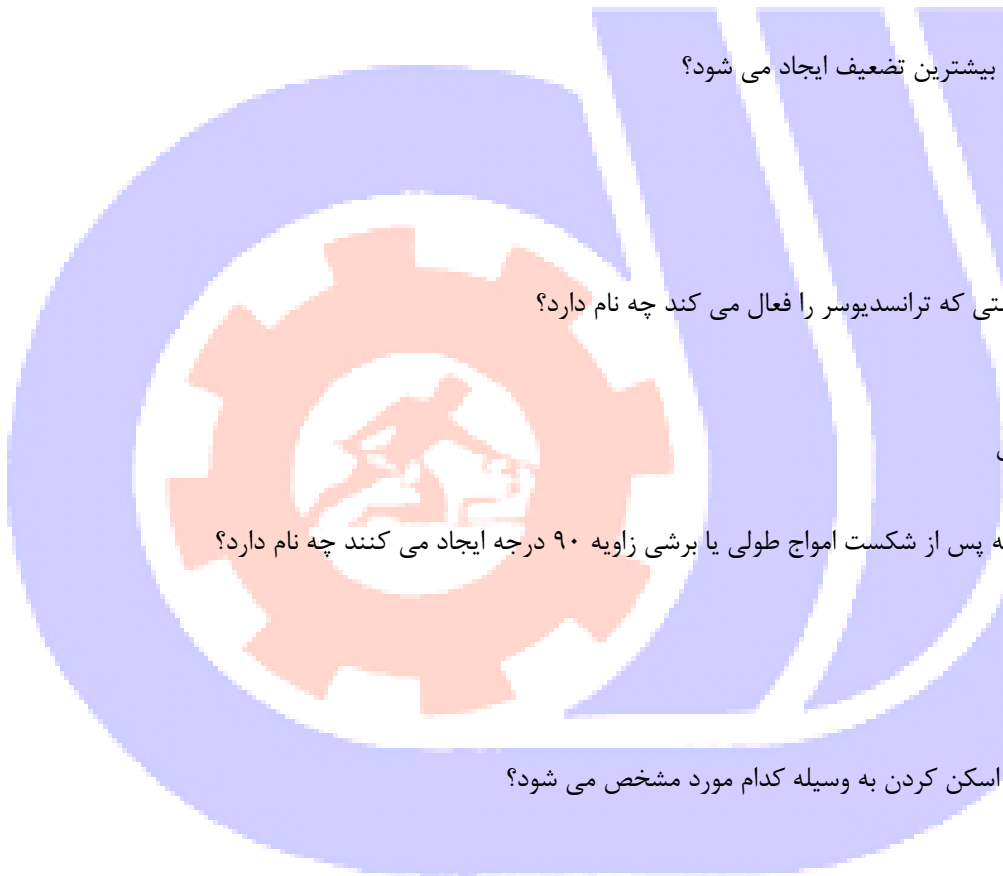 بیشترین تضعیف ایجاد می شود؟
که ترانسدیوسر را فعال می کند چه نام دارد؟
پس از شکست امواج طولی یا برشی زاویه ۹۰ درجه ایجاد می کنند چه نام دارد؟
اسکن کردن به وسیله کدام مورد مشخص می شود؟